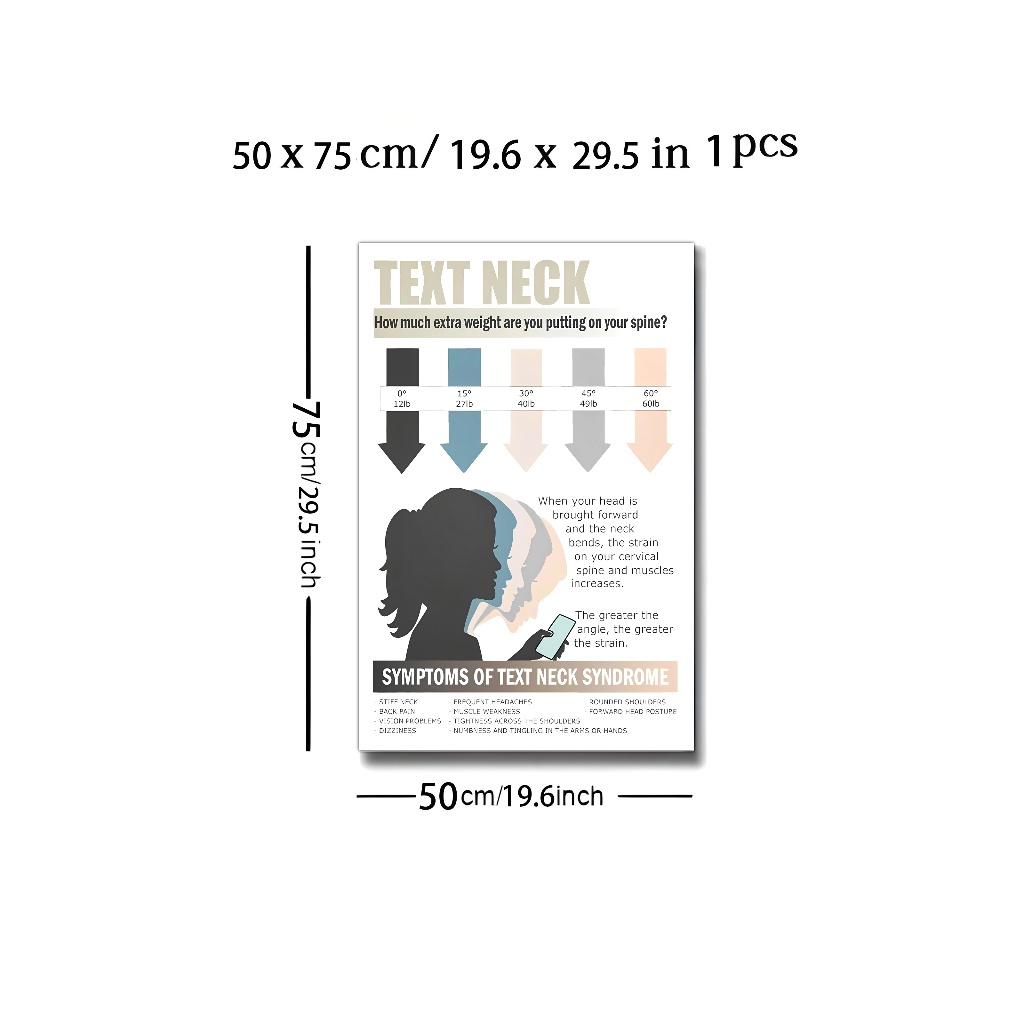 50 x 75 cm/ 19.6 x 29.5 in 1 pcs
75cm/29.5 inch
TEXT NECK
How much extra weight are you putting on your spine?
0° 15° 30° 45° 60°
12lb 27lb 40lb 49lb 60lb
When your head is
brought forward
and the neck
bends, the strain
on your cervical
spine and muscles
increases.
The greater the
angle, the greater
the strain.
SYMPTOMS OF TEXT NECK SYNDROME
· STIFF NECK · FREQUENT HEADACHES ROUNDED SHOULDERS
· BACK PAIN · MUSCLE WEAKNESS FORWARD HEAD POSTURE
· VISION PROBLEMS · TIGHTNESS ACROSS THE SHOULDERS
· DIZZINESS · NUMBNESS AND TINGLING IN THE ARMS OR HANDS
50cm/19.6inch